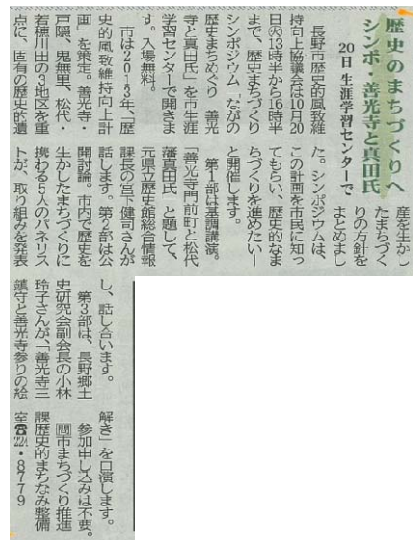 歴史のまちづくりへ
シンポ・善光寺と真田氏
20日 生涯学習センターで
長野市歴史的風致維
持向上協議会は10月20
日㈫13時半から16時半
まで、歴史まちづくり
シンポジウム「ながの
歴史まちめぐり　善光
寺と真田氏」を市生涯
学習センターで開きま
す。入場無料。
市は2013年、「歴
史的風致維持向上計
画」を策定。善光寺・
戸隠、鬼無里、松代・
若穂川田の3地区を重
点に、固有の歴史的遺
産を生かし
たまちづく
りの方針を
まとめまし
た。シンポジウムは、
この計画を市民に知っ
てもらい、歴史的なま
ちづくりを進めたい―
と開催します。
第1部は基調講演。
「善光寺門前町と松代
藩真田氏」と題して、
元県立歴史館総合情報
課長の宮下健司さんが
話します。第2部は公
開討論。市内で歴史を
生かしたまちづくりに
携わる5人のパネリス
トが、取り組みを発表
し、話し合います。
第3部は、長野郷土
史研究会副会長の小林
玲子さんが、「善光寺三
鎮守と善光寺参りの絵
解き」を口演します。
参加申し込みは不要。
問市まちづくり推進
課歴史的まちなみ整備
室☎224・8779